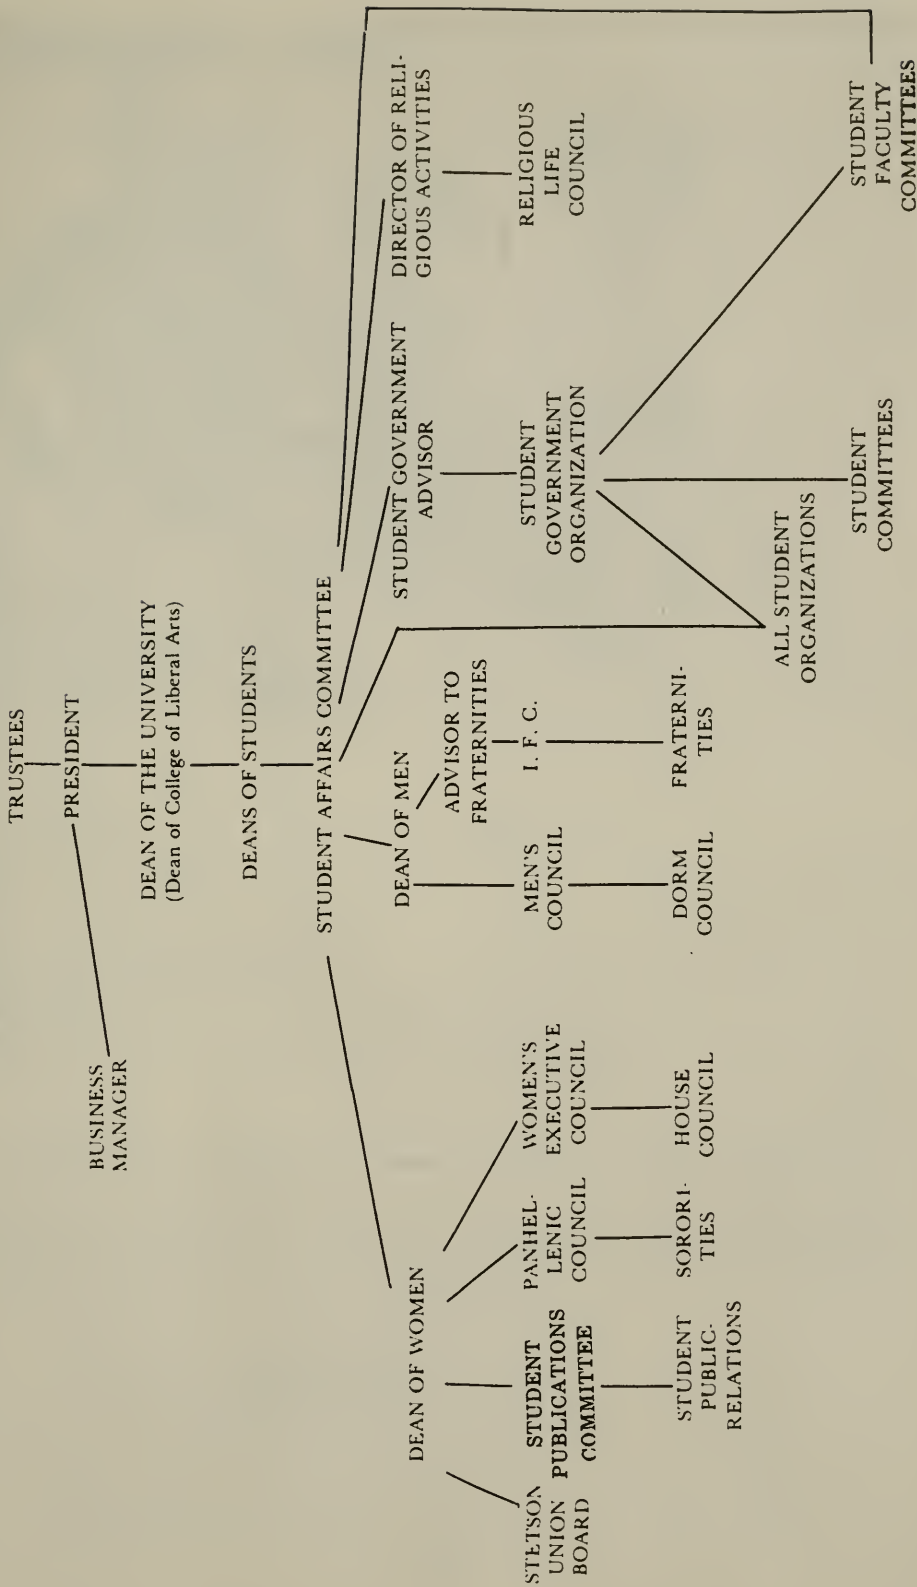 TRUSTEES
PRESIDENT
BUSINESS
MANAGER
DEAN OF THE UNIVERSITY
(Dean of College of Liberal Arts)
DEANS OF STUDENTS
STUDENT AFFAIRS COMMITTEE
DEAN OF WOMEN
DEAN OF MEN
ADVISOR TO
FRATERNITIES
STUDENT GOVERNMENT
ADVISOR
DIRECTOR OF RELI-
GIOUS ACTIVITIES
STETSON
UNION
BOARD
STUDENT
PUBLICATIONS
COMMITTEE
PANHEL-
LENIC
COUNCIL
WOMEN'S
EXECUTIVE
COUNCIL
MEN'S
COUNCIL
I. F. C.
STUDENT
GOVERNMENT
ORGANIZATION
RELIGIOUS
LIFE
COUNCIL
STUDENT
PUBLIC-
RELATIONS
SORORI-
TIES
HOUSE
COUNCIL
DORM
COUNCIL
FRATERNI-
TIES
ALL STUDENT
ORGANIZATIONS
STUDENT
COMMITTEES
STUDENT
FACULTY
COMMITTEES